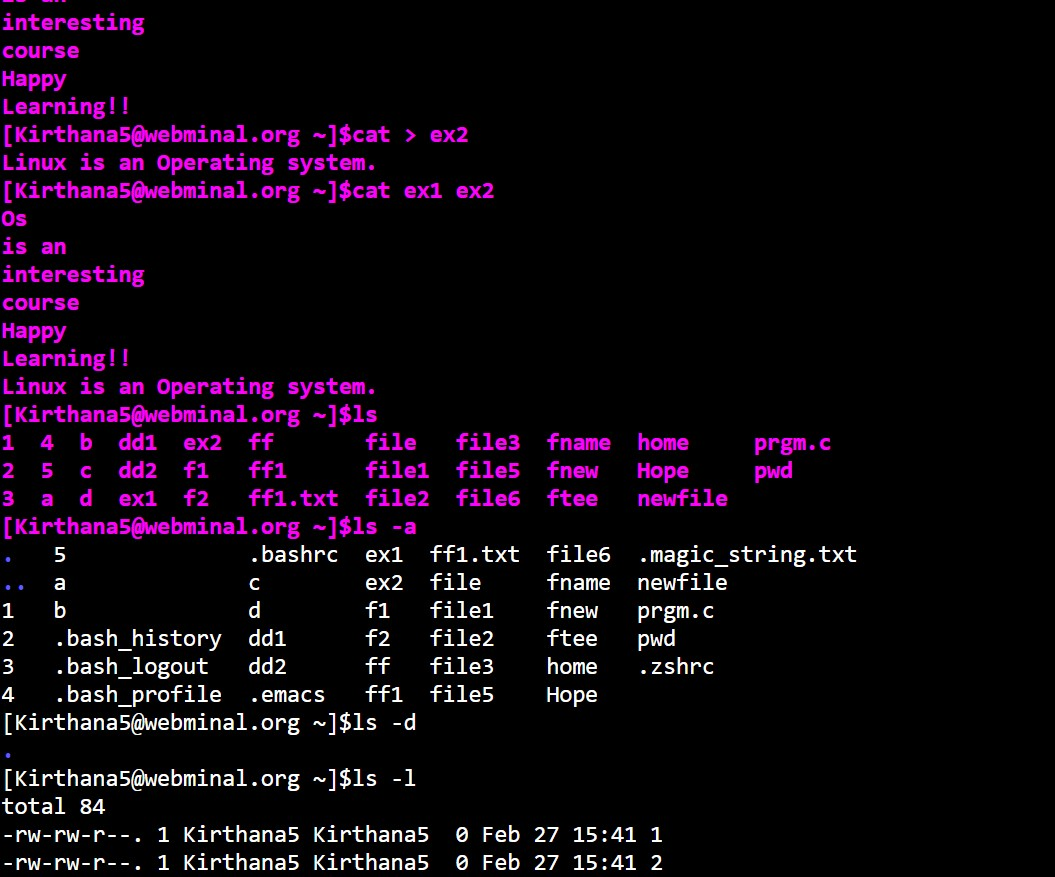 is an
interesting
course
Happy
Learning!!
[Kirthana5@webminal.org ~]$cat > ex2
Linux is an Operating system.
[Kirthana5@webminal.org ~]$cat ex1 ex2
Os
is an
interesting
course
Happy
Learning!!
Linux is an Operating system.
[Kirthana5@webminal.org ~]$ls
1  4  b  dd1  ex2  ff      file   file3  fname  home     prgm.c
2  5  c  dd2  f1   ff1      file1  file5  fnew   Hope     pwd
3  a  d  ex1  f2   ff1.txt  file2  file6  ftee   newfile
[Kirthana5@webminal.org ~]$ls -a
.   5              .bashrc  ex1  ff1.txt  file6  .magic_string.txt
..  a              c        ex2  file     fname  newfile
1   b              d        f1   file1    fnew   prgm.c
2   .bash_history  dd1      f2   file2    ftee   pwd
3   .bash_logout   dd2      ff   file3    home   .zshrc
4   .bash_profile  .emacs   ff1  file5    Hope
[Kirthana5@webminal.org ~]$ls -d
.
[Kirthana5@webminal.org ~]$ls -l
total 84
-rw-rw-r--. 1 Kirthana5 Kirthana5  0 Feb 27 15:41 1
-rw-rw-r--. 1 Kirthana5 Kirthana5  0 Feb 27 15:41 2